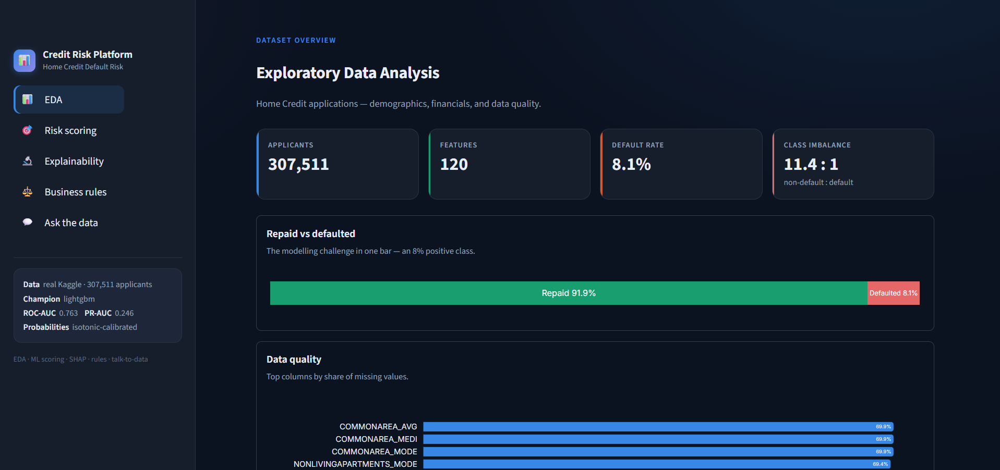 Credit Risk Platform
Home Credit Default Risk
EDA
Risk scoring
Explainability
Business rules
Ask the data
Data real Kaggle · 307,511 applicants
Champion lightgbm
ROC-AUC 0.763 PR-AUC 0.246
Probabilities isotonic-calibrated
EDA · ML scoring · SHAP · rules · talk-to-data
DATASET OVERVIEW
Exploratory Data Analysis
Home Credit applications — demographics, financials, and data quality.
APPLICANTS
307,511
FEATURES
120
DEFAULT RATE
8.1%
CLASS IMBALANCE
11.4 : 1
non-default : default
Repaid vs defaulted
The modelling challenge in one bar — an 8% positive class.
Repaid 91.9%
Defaulted 8.1%
Data quality
Top columns by share of missing values.
COMMONAREA_AVG 69.9%
COMMONAREA_MEDI 69.9%
COMMONAREA_MODE 69.9%
NONLIVINGAPARTMENTS_MODE 69.4%